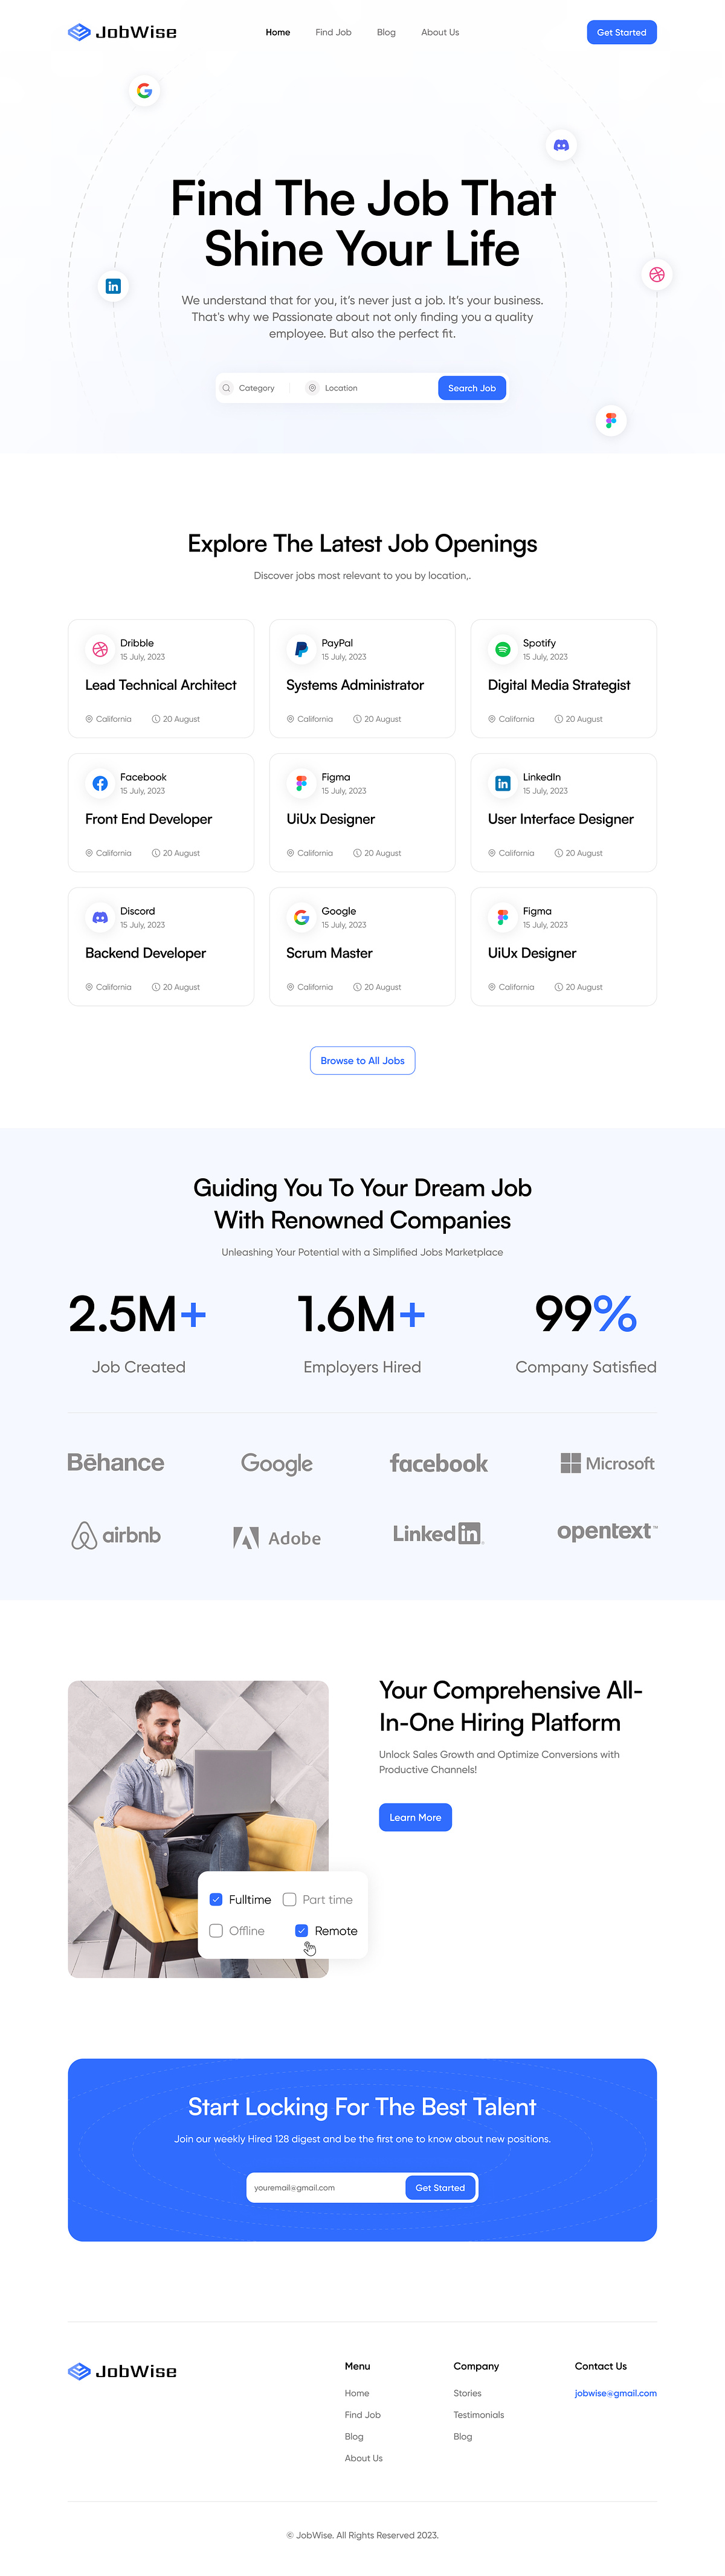 JobWise
Home
Find Job
Blog
About Us
Get Started
Find The Job That
Shine Your Life
We understand that for you, it’s never just a job. It’s your business.
That's why we Passionate about not only finding you a quality
employee. But also the perfect fit.
Category
Location
Search Job
Explore The Latest Job Openings
Discover jobs most relevant to you by location,.
Dribble
15 July, 2023
Lead Technical Architect
California
20 August
PayPal
15 July, 2023
Systems Administrator
California
20 August
Spotify
15 July, 2023
Digital Media Strategist
California
20 August
Facebook
15 July, 2023
Front End Developer
California
20 August
Figma
15 July, 2023
UiUx Designer
California
20 August
LinkedIn
15 July, 2023
User Interface Designer
California
20 August
Discord
15 July, 2023
Backend Developer
California
20 August
Google
15 July, 2023
Scrum Master
California
20 August
Figma
15 July, 2023
UiUx Designer
California
20 August
Browse to All Jobs
Guiding You To Your Dream Job
With Renowned Companies
Unleashing Your Potential with a Simplified Jobs Marketplace
2.5M+
Job Created
1.6M+
Employers Hired
99%
Company Satisfied
Bēhance
Google
facebook
Microsoft
airbnb
Adobe
Linked in
opentext™
Your Comprehensive All-
In-One Hiring Platform
Unlock Sales Growth and Optimize Conversions with
Productive Channels!
Learn More
Fulltime
Part time
Offline
Remote
Start Locking For The Best Talent
Join our weekly Hired 128 digest and be the first one to know about new positions.
youremail@gmail.com
Get Started
JobWise
Menu
Home
Find Job
Blog
About Us
Company
Stories
Testimonials
Blog
Contact Us
jobwise@gmail.com
© JobWise. All Rights Reserved 2023.